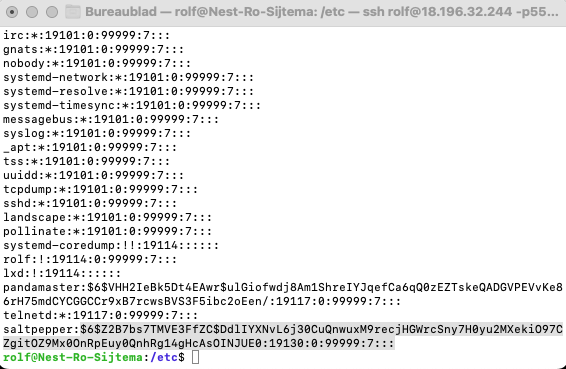 Bureaublad — rolf@Nest-Ro-Sijtema: /etc — ssh rolf@18.196.32.244 -p55...
irc:*:19101:0:99999:7:::
gnats:*:19101:0:99999:7:::
nobody:*:19101:0:99999:7:::
systemd-network:*:19101:0:99999:7:::
systemd-resolve:*:19101:0:99999:7:::
systemd-timesync:*:19101:0:99999:7:::
messagebus:*:19101:0:99999:7:::
syslog:*:19101:0:99999:7:::
_apt:*:19101:0:99999:7:::
tss:*:19101:0:99999:7:::
uuidd:*:19101:0:99999:7:::
tcpdump:*:19101:0:99999:7:::
sshd:*:19101:0:99999:7:::
landscape:*:19101:0:99999:7:::
pollinate:*:19101:0:99999:7:::
systemd-coredump:!!:19114::::::
rolf:!:19114:0:99999:7:::
lxd:!:19114::::::
pandamaster:$6$VHH2IeBk5Dt4EAwr$ulGiofwdj8Am1ShreIYJqefCa6qQ0zEZTskeQADGVPEVvKe8
6rH75mdCYCGGCCr9xB7rcwsBVS3F5ibc2oEen/:19117:0:99999:7:::
telnetd:*:19117:0:99999:7:::
saltpepper:$6$Z2B7bs7TMVE3FfZC$DdlIYXNvL6j30CuQnwuxM9recjHGWrcSny7H0yu2MXekiO97C
ZgitOZ9Mx0OnRpEuy0QnhRg14gHcAsOINJUE0:19130:0:99999:7:::
rolf@Nest-Ro-Sijtema:/etc$